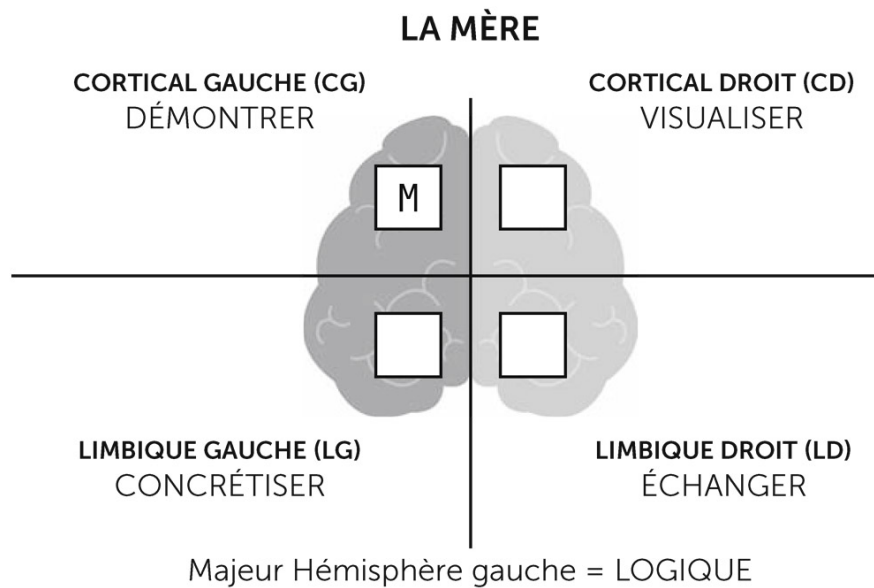 LA MÈRE
CORTICAL GAUCHE (CG)
DÉMONTRER
CORTICAL DROIT (CD)
VISUALISER
M
LIMBIQUE GAUCHE (LG)
CONCRÉTISER
LIMBIQUE DROIT (LD)
ÉCHANGER
Majeur Hémisphère gauche = LOGIQUE